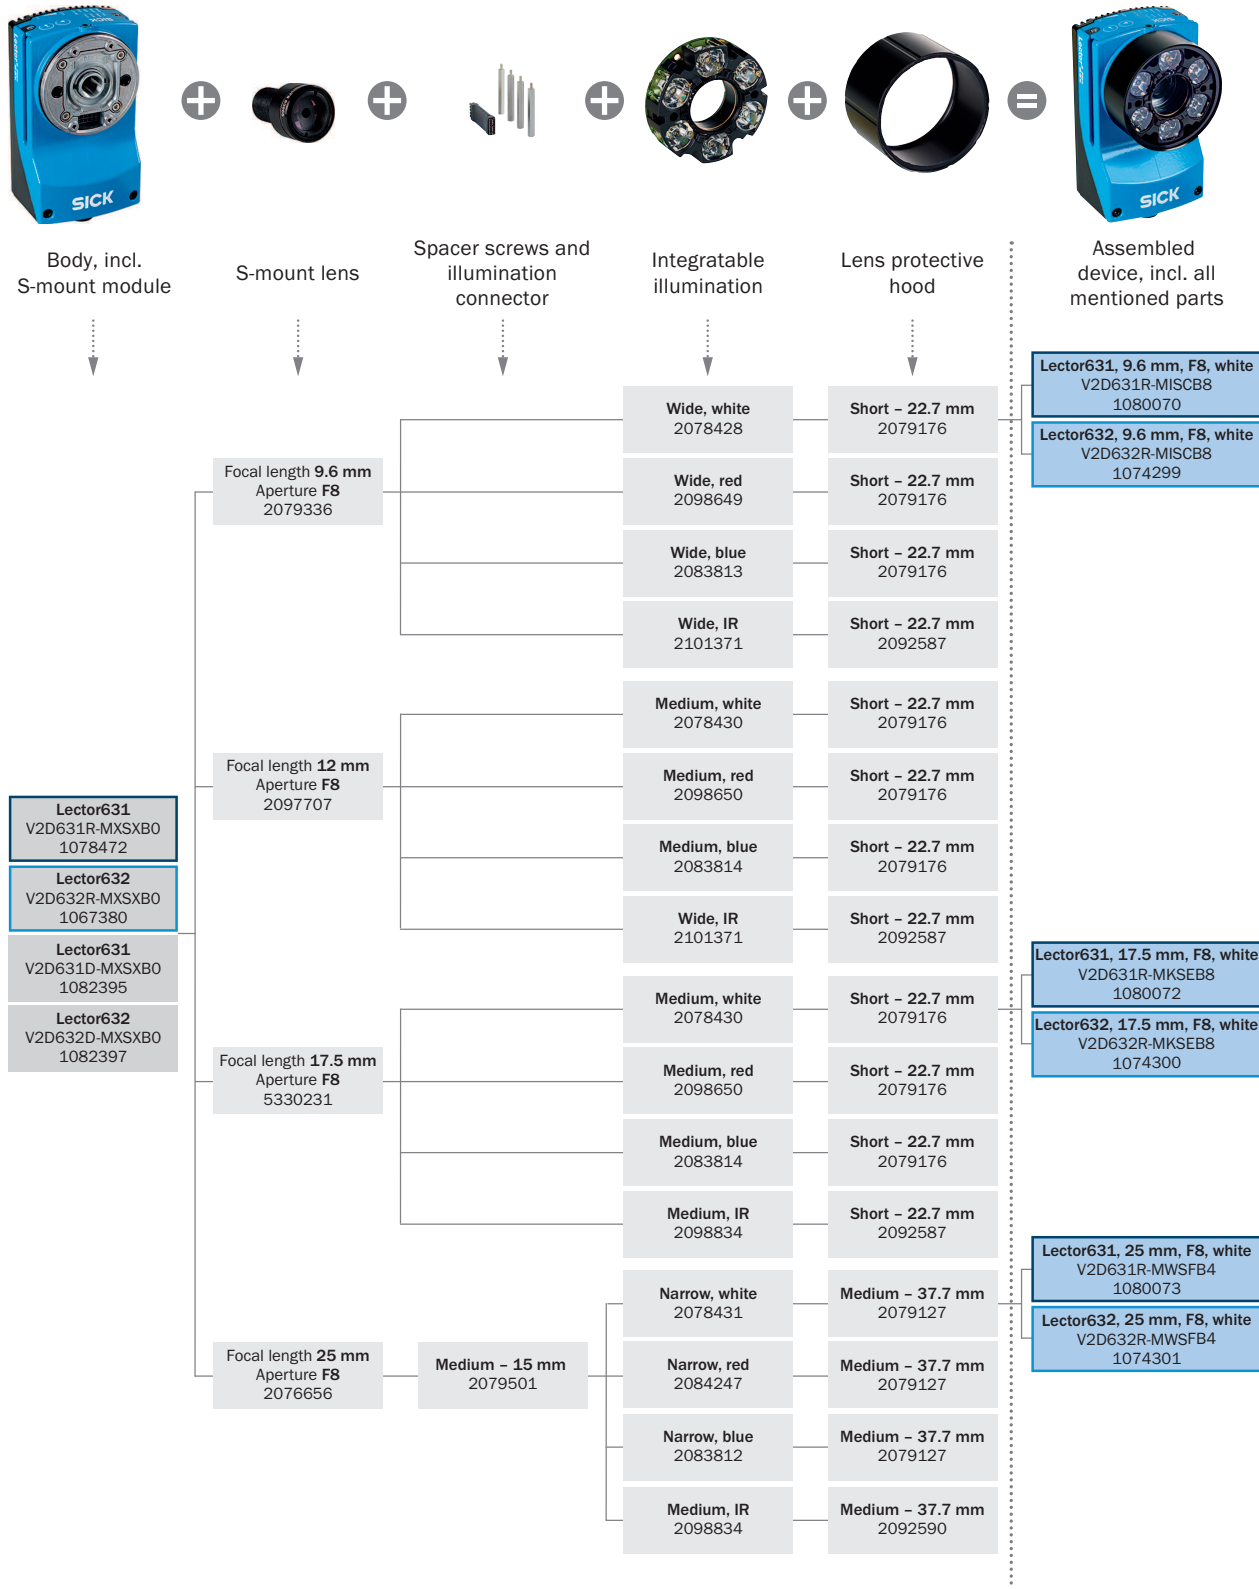 SICK
SICK
Body, incl.
S-mount module
S-mount lens
Spacer screws and
illumination
connector
Integratable
illumination
Lens protective
hood
Assembled
device, incl. all
mentioned parts
Lector631
V2D631R-MXSXB0
1078472
Lector632
V2D632R-MXSXB0
1067380
Lector631
V2D631D-MXSXB0
1082395
Lector632
V2D632D-MXSXB0
1082397
Focal length 9.6 mm
Aperture F8
2079336
Wide, white
2078428
Short – 22.7 mm
2079176
Lector631, 9.6 mm, F8, white
V2D631R-MISCB8
1080070
Lector632, 9.6 mm, F8, white
V2D632R-MISCB8
1074299
Wide, red
2098649
Short – 22.7 mm
2079176
Wide, blue
2083813
Short – 22.7 mm
2079176
Wide, IR
2101371
Short – 22.7 mm
2092587
Focal length 12 mm
Aperture F8
2097707
Medium, white
2078430
Short – 22.7 mm
2079176
Medium, red
2098650
Short – 22.7 mm
2079176
Medium, blue
2083814
Short – 22.7 mm
2079176
Wide, IR
2101371
Short – 22.7 mm
2092587
Focal length 17.5 mm
Aperture F8
5330231
Medium, white
2078430
Short – 22.7 mm
2079176
Lector631, 17.5 mm, F8, white
V2D631R-MKSEB8
1080072
Lector632, 17.5 mm, F8, white
V2D632R-MKSEB8
1074300
Medium, red
2098650
Short – 22.7 mm
2079176
Medium, blue
2083814
Short – 22.7 mm
2079176
Medium, IR
2098834
Short – 22.7 mm
2092587
Focal length 25 mm
Aperture F8
2076656
Medium – 15 mm
2079501
Narrow, white
2078431
Medium – 37.7 mm
2079127
Lector631, 25 mm, F8, white
V2D631R-MWSFB4
1080073
Lector632, 25 mm, F8, white
V2D632R-MWSFB4
1074301
Narrow, red
2084247
Medium – 37.7 mm
2079127
Narrow, blue
2083812
Medium – 37.7 mm
2079127
Medium, IR
2098834
Medium – 37.7 mm
2092590